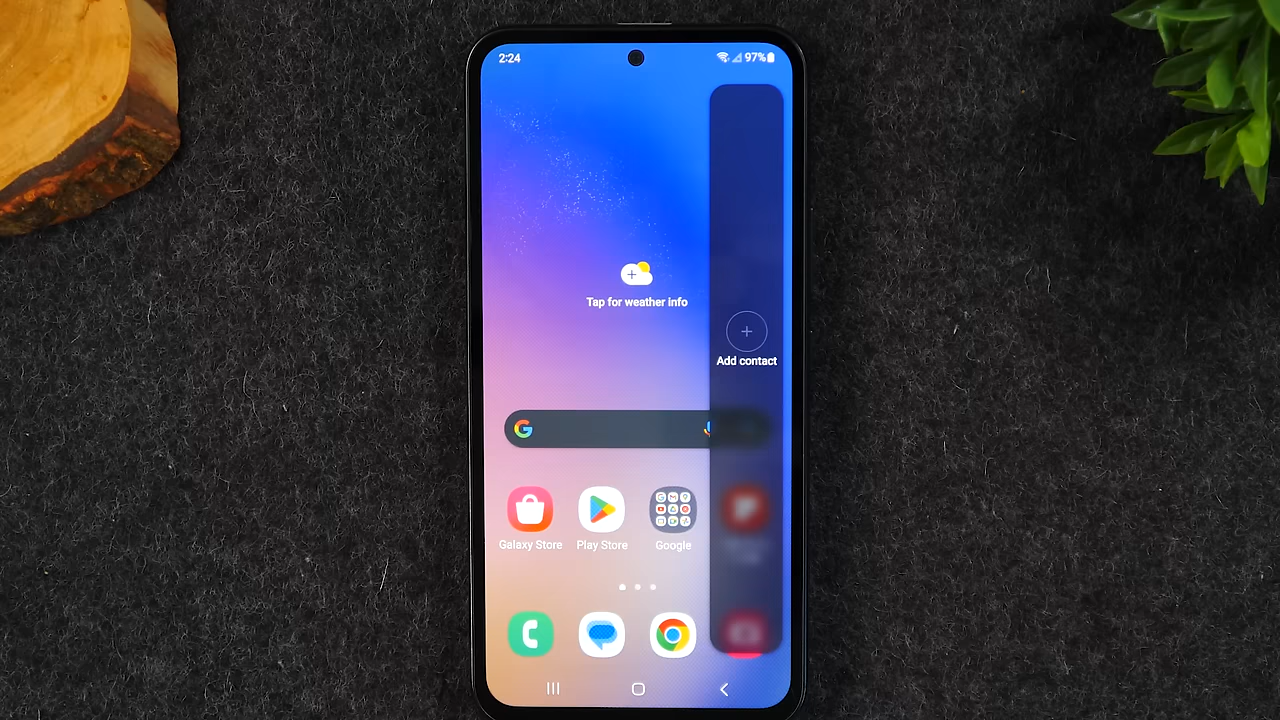 2:24
97%
Tap for weather info
Add contact
Galaxy Store
Play Store
Google